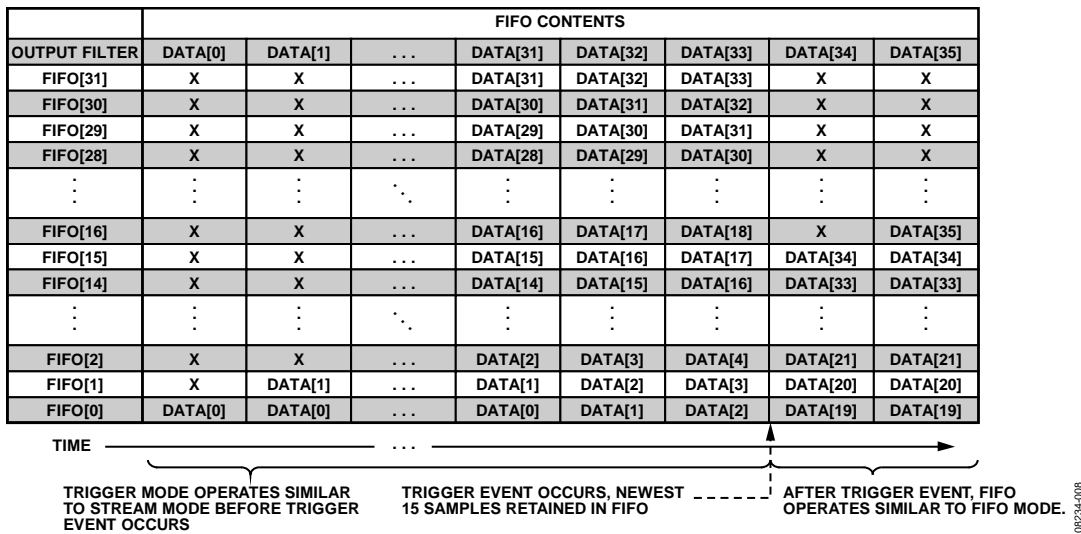 FIFO CONTENTS
OUTPUT FILTER DATA[0] DATA[1] . . . DATA[31] DATA[32] DATA[33] DATA[34] DATA[35]
FIFO[31] X X . . . DATA[31] DATA[32] DATA[33] X X
FIFO[30] X X . . . DATA[30] DATA[31] DATA[32] X X
FIFO[29] X X . . . DATA[29] DATA[30] DATA[31] X X
FIFO[28] X X . . . DATA[28] DATA[29] DATA[30] X X
FIFO[16] X X . . . DATA[16] DATA[17] DATA[18] X DATA[35]
FIFO[15] X X . . . DATA[15] DATA[16] DATA[17] DATA[34] DATA[34]
FIFO[14] X X . . . DATA[14] DATA[15] DATA[16] DATA[33] DATA[33]
FIFO[2] X X . . . DATA[2] DATA[3] DATA[4] DATA[21] DATA[21]
FIFO[1] X DATA[1] . . . DATA[1] DATA[2] DATA[3] DATA[20] DATA[20]
FIFO[0] DATA[0] DATA[0] . . . DATA[0] DATA[1] DATA[2] DATA[19] DATA[19]
TIME . . .
TRIGGER MODE OPERATES SIMILAR
TO STREAM MODE BEFORE TRIGGER
EVENT OCCURS
TRIGGER EVENT OCCURS, NEWEST
15 SAMPLES RETAINED IN FIFO
AFTER TRIGGER EVENT, FIFO
OPERATES SIMILAR TO FIFO MODE.
08234-008